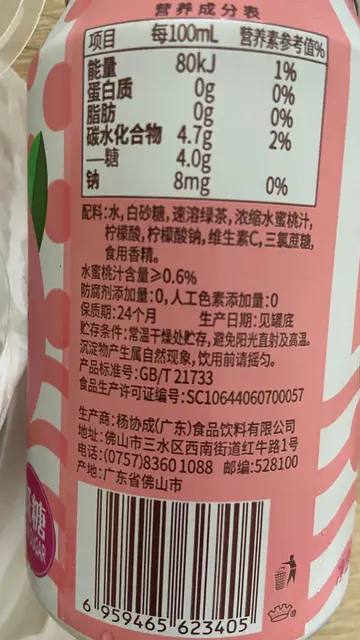 营养成分表
项目 每100mL 营养素参考值%
能量 80kJ 1%
蛋白质 0g 0%
脂肪 0g 0%
碳水化合物 4.7g 2%
—糖 4.0g
钠 8mg 0%
配料:水,白砂糖,速溶绿茶,浓缩水蜜桃汁,
柠檬酸,柠檬酸钠,维生素C,三氯蔗糖,
食用香精。
水蜜桃汁含量≥0.6%
防腐剂添加量:0,人工色素添加量:0
保质期:24个月 生产日期:见罐底
贮存条件:常温干燥处贮存,避免阳光直射及高温。
沉淀物产生属自然现象,饮用前请摇匀。
产品标准号:GB/T 21733
食品生产许可证编号:SC10644060700057
生产商:杨协成(广东)食品饮料有限公司
地址:佛山市三水区西南街道红牛路1号
电话:(0757)8360 1088 邮编:528100
产地:广东省佛山市
糖
SUGAR
6 959465 623405